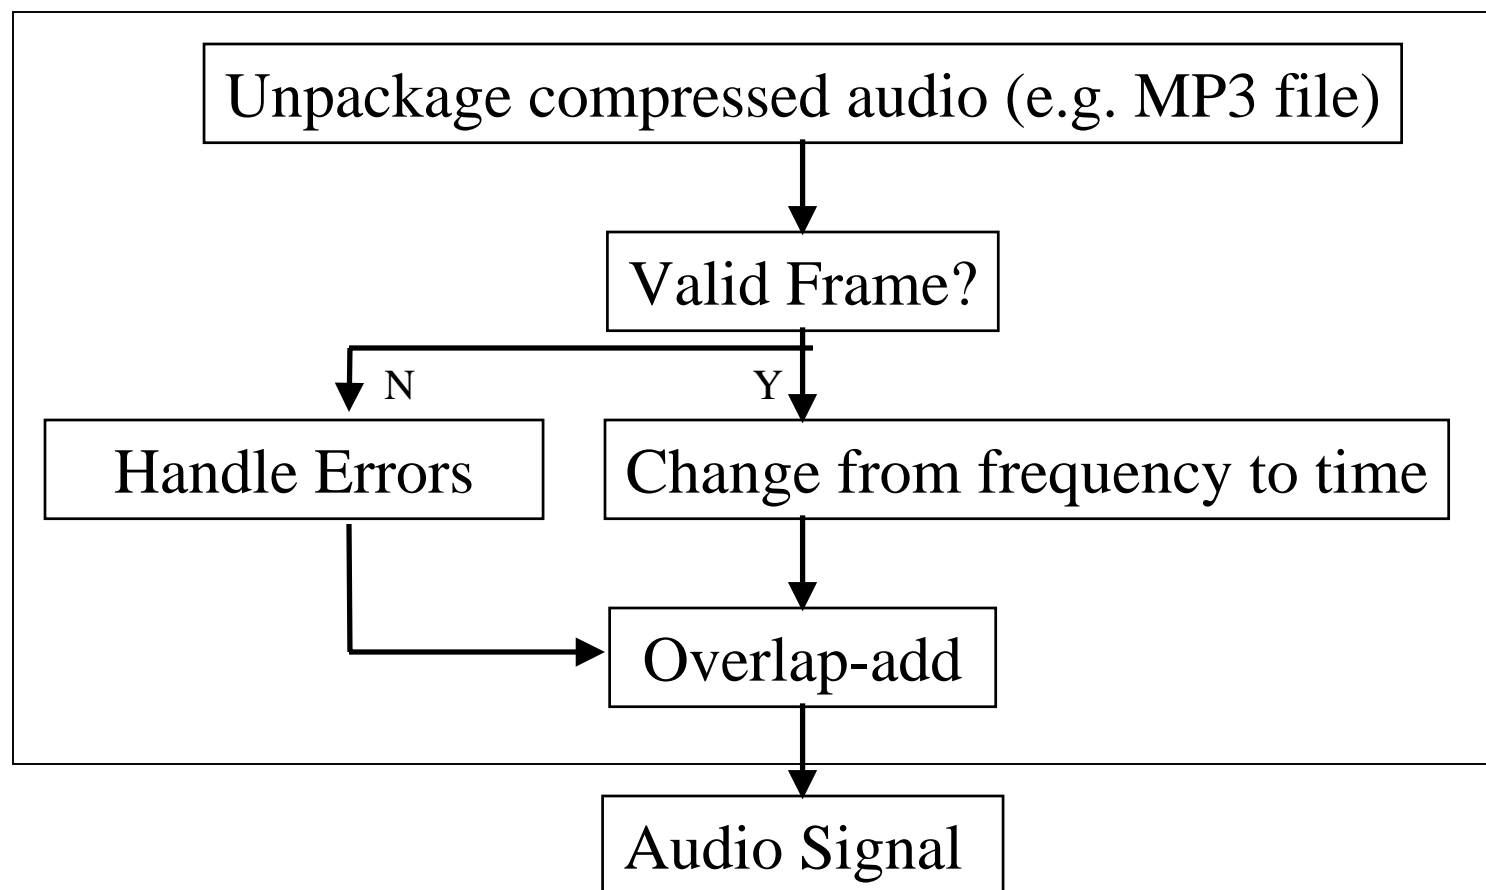 Unpackage compressed audio (e.g. MP3 file)
Valid Frame?
N
Y
Handle Errors
Change from frequency to time
Overlap-add
Audio Signal